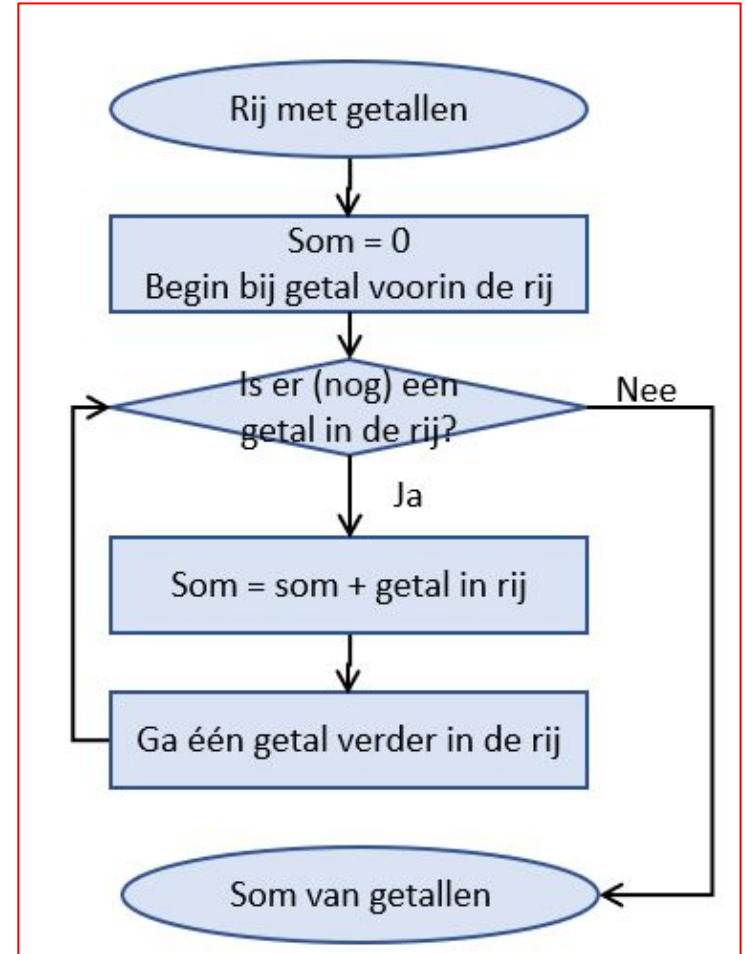 Rij met getallen
Som = 0
Begin bij getal voorin de rij
Is er (nog) een
getal in de rij?
Nee
Ja
Som = som + getal in rij
Ga één getal verder in de rij
Som van getallen